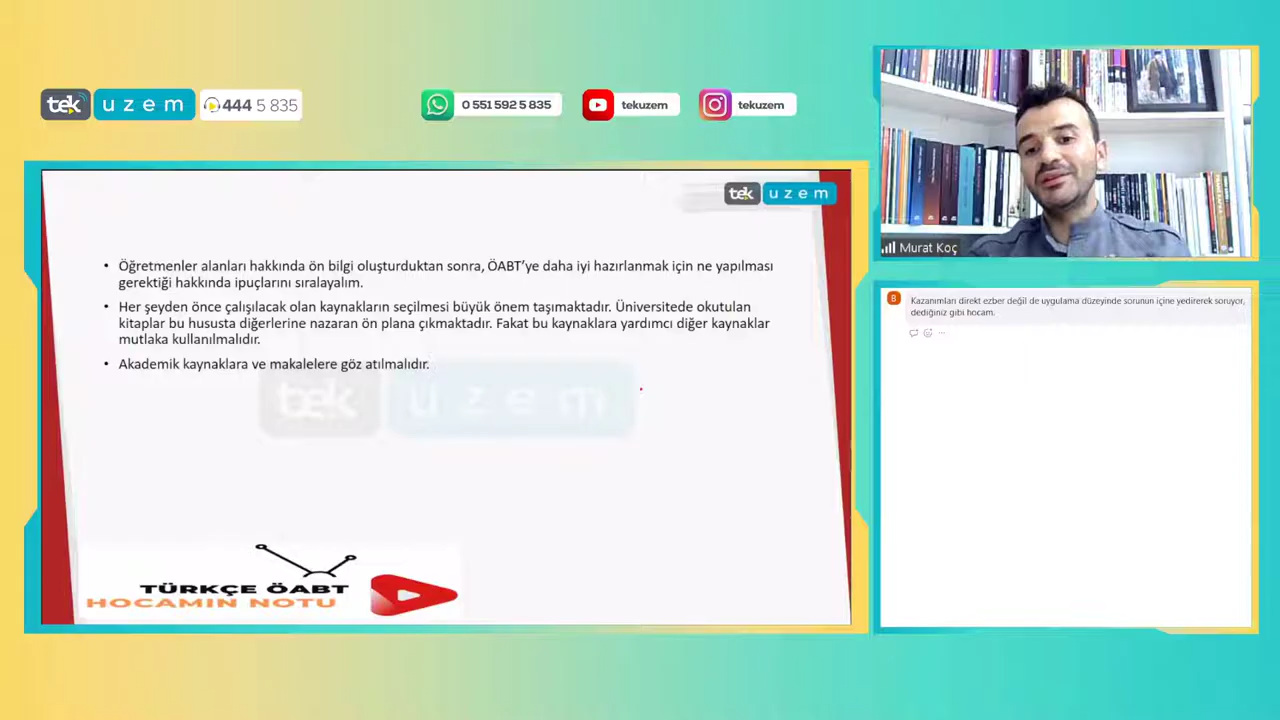 tek uzem 444 5 835
0 551 592 5 835
tekuzem
tekuzem
tek uzem
• Öğretmenler alanları hakkında ön bilgi oluşturduktan sonra, ÖABT'ye daha iyi hazırlanmak için ne yapılması
gerektiği hakkında ipuçlarını sıralayalım.
• Her şeyden önce çalışılacak olan kaynakların seçilmesi büyük önem taşımaktadır. Üniversitede okutulan
kitaplar bu hususta diğerlerine nazaran ön plana çıkmaktadır. Fakat bu kaynaklara yardımcı diğer kaynaklar
mutlaka kullanılmalıdır.
• Akademik kaynaklara ve makalelere göz atılmalıdır.
tek uzem
TÜRKÇE ÖABT
HOCAMIN NOTU
Murat Koç
B
Kazanımları direkt ezber değil de uygulama düzeyinde sorunun içine yedirerek soruyor,
dediğiniz gibi hocam.